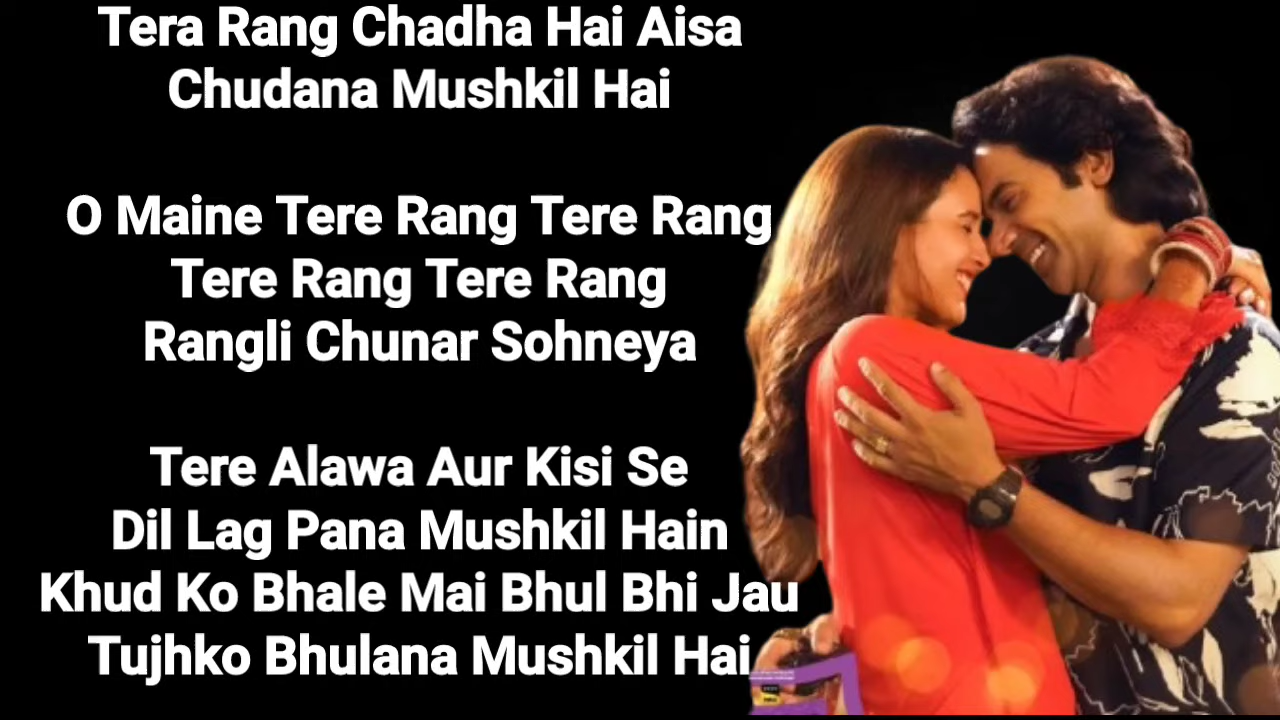 Tera Rang Chadha Hai Aisa
Chudana Mushkil Hai
O Maine Tere Rang Tere Rang
Tere Rang Tere Rang
Rangli Chunar Sohneya
Tere Alawa Aur Kisi Se
Dil Lag Pana Mushkil Hain
Khud Ko Bhale Mai Bhul Bhi Jau
Tujhko Bhulana Mushkil Hai